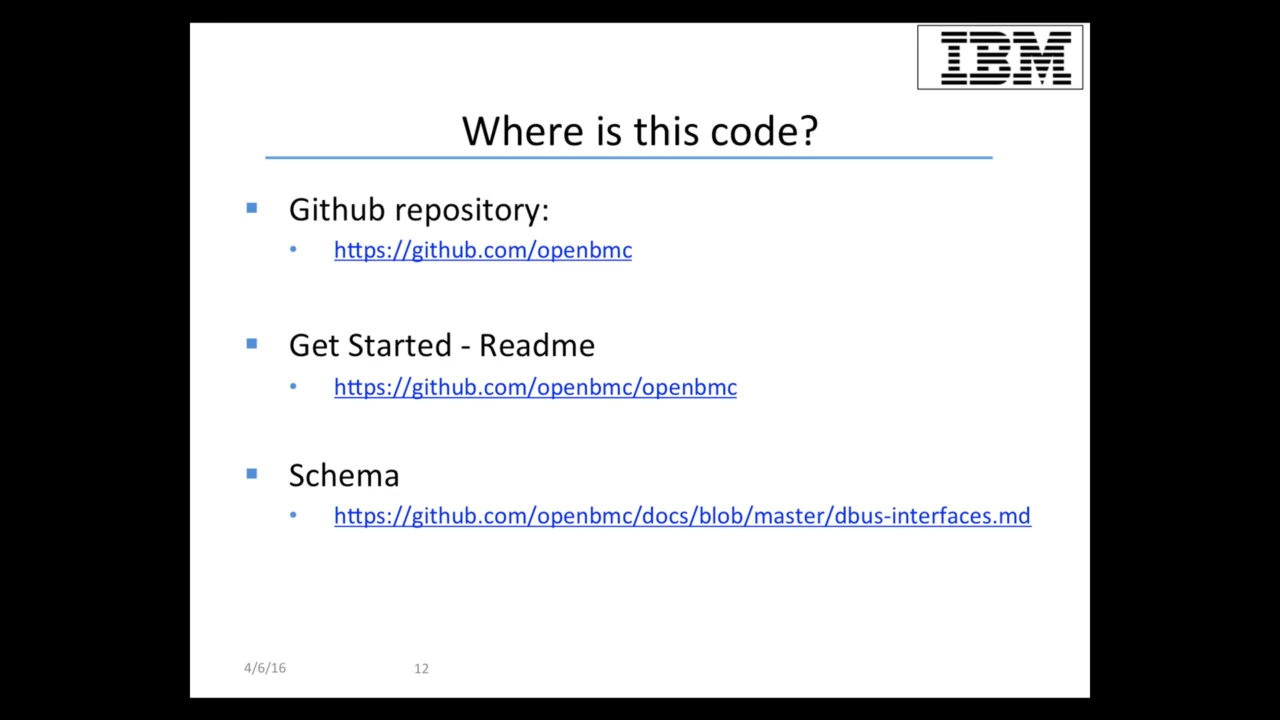 IBM
Where is this code?
Github repository:
https://github.com/openbmc
Get Started - Readme
https://github.com/openbmc/openbmc
Schema
https://github.com/openbmc/docs/blob/master/dbus-interfaces.md
4/6/16 12